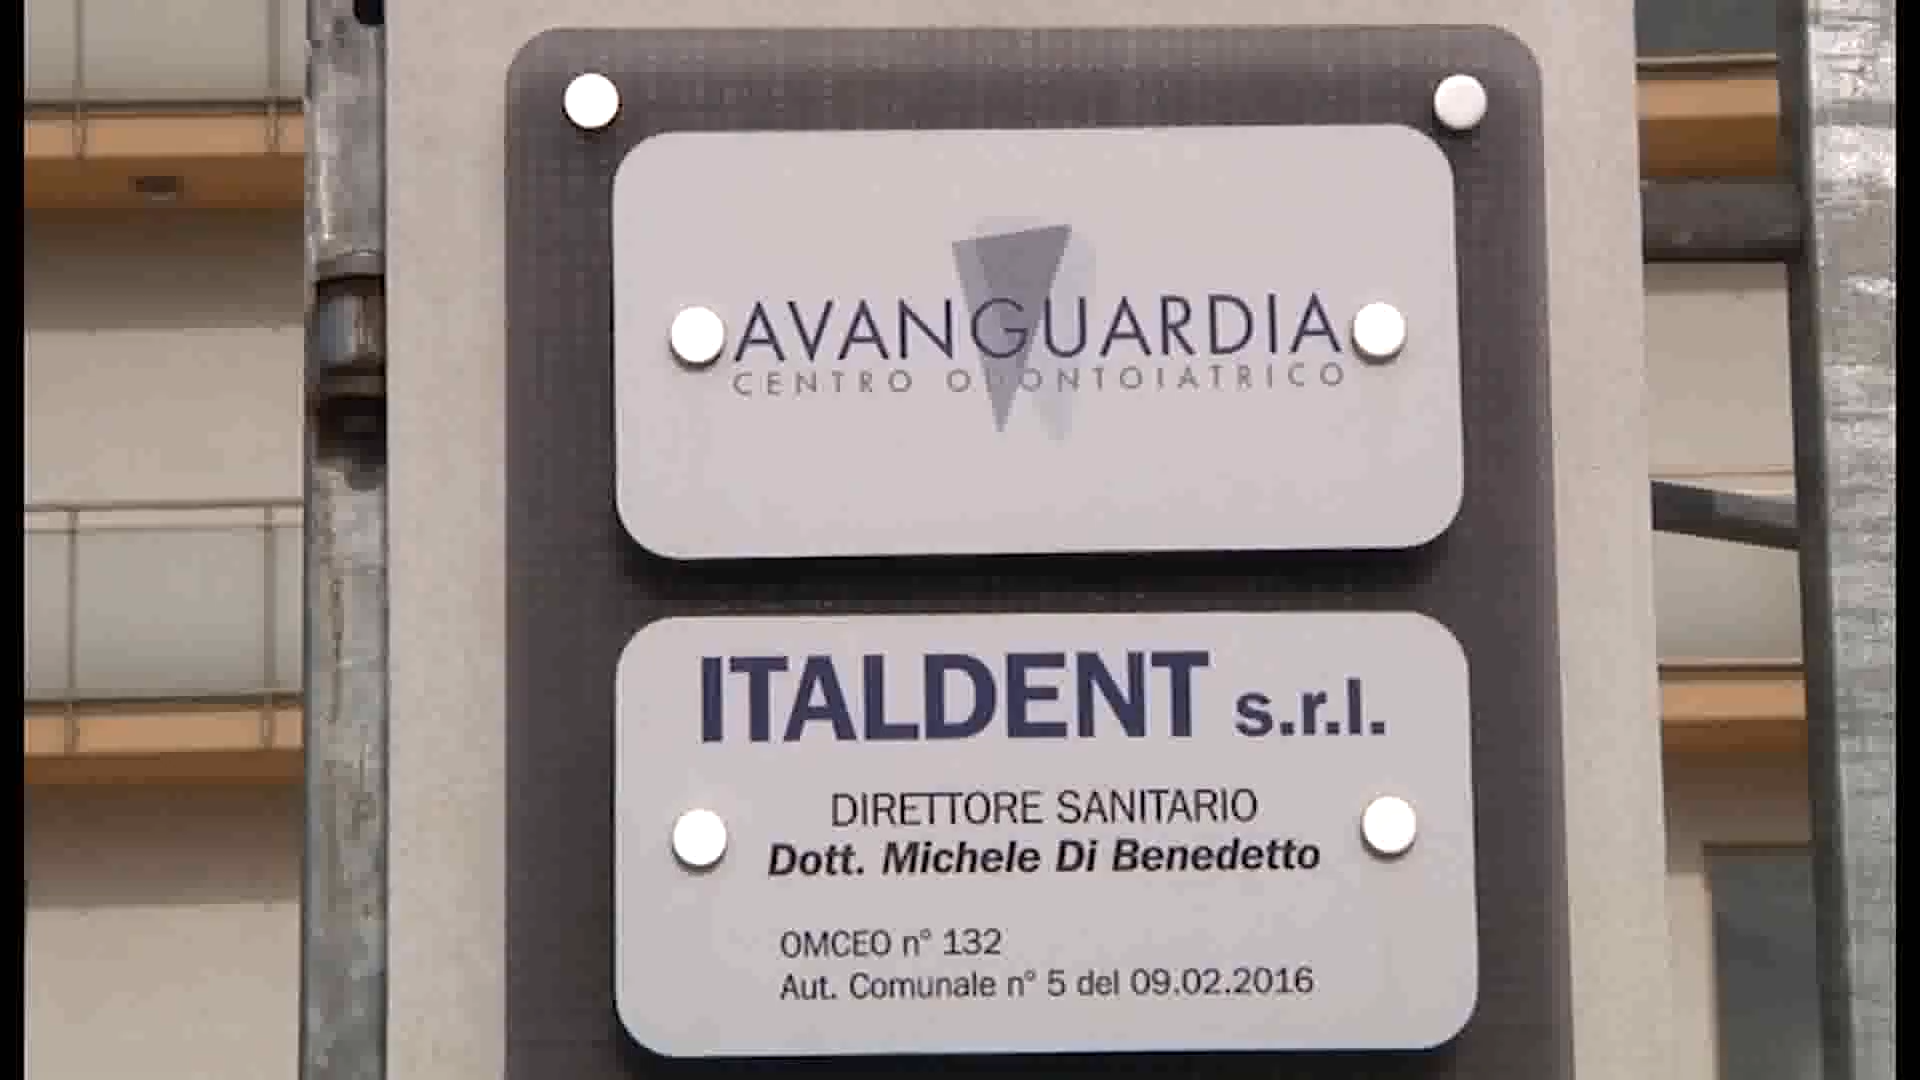 AVANGUARDIA
CENTRO ODONTOIATRICO
ITALDENT s.r.l.
DIRETTORE SANITARIO
Dott. Michele Di Benedetto
OMCEO n° 132
Aut. Comunale n° 5 del 09.02.2016